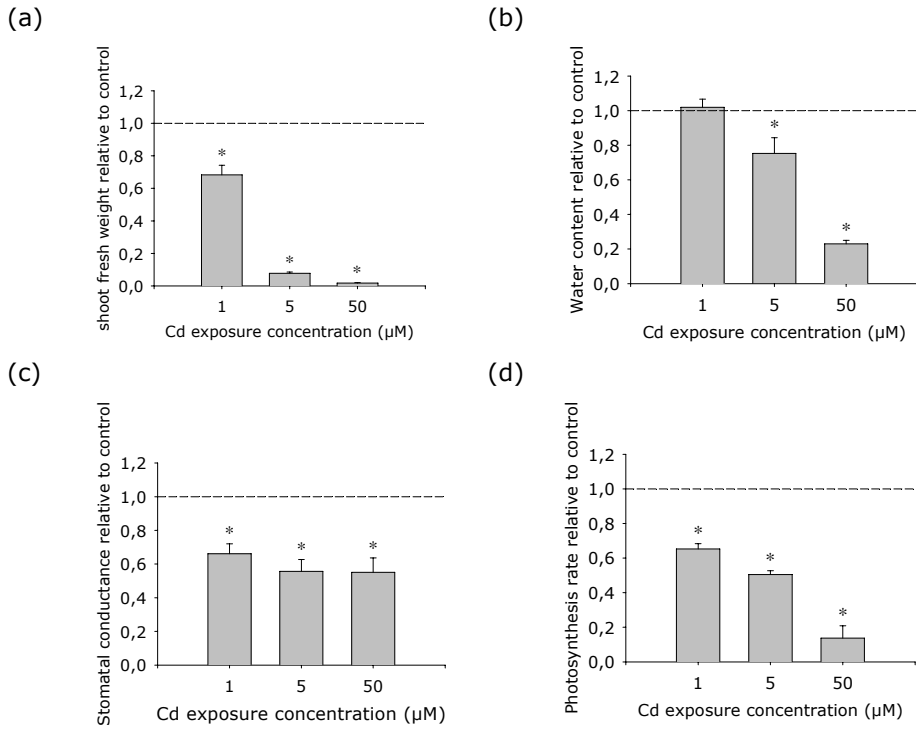 (a)
shoot fresh weight relative to control
1,2
1,0
0,8
0,6
0,4
0,2
0,0
*
*
*
1 5 50
Cd exposure concentration (µM)
(b)
Water content relative to control
1,2
1,0
0,8
0,6
0,4
0,2
0,0
*
*
1 5 50
Cd exposure concentration (µM)
(c)
Stomatal conductance relative to control
1,2
1,0
0,8
0,6
0,4
0,2
0,0
*
*
*
1 5 50
Cd exposure concentration (µM)
(d)
Photosynthesis rate relative to control
1,2
1,0
0,8
0,6
0,4
0,2
0,0
*
*
*
1 5 50
Cd exposure concentration (µM)